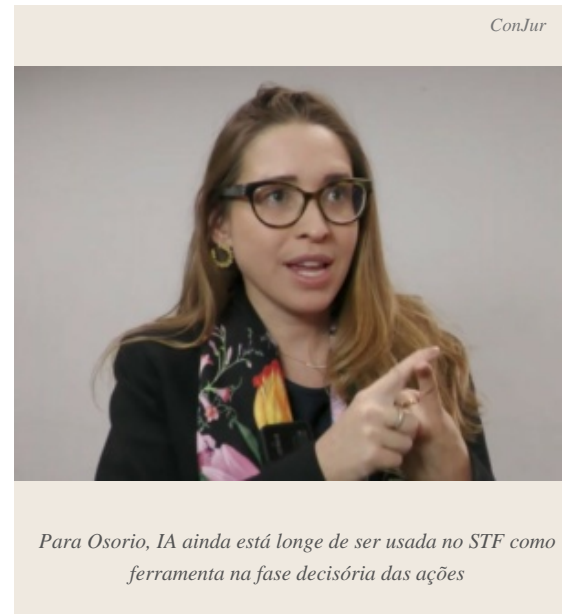 ConJur
Para Osorio, IA ainda está longe de ser usada no STF como
ferramenta na fase decisória das ações